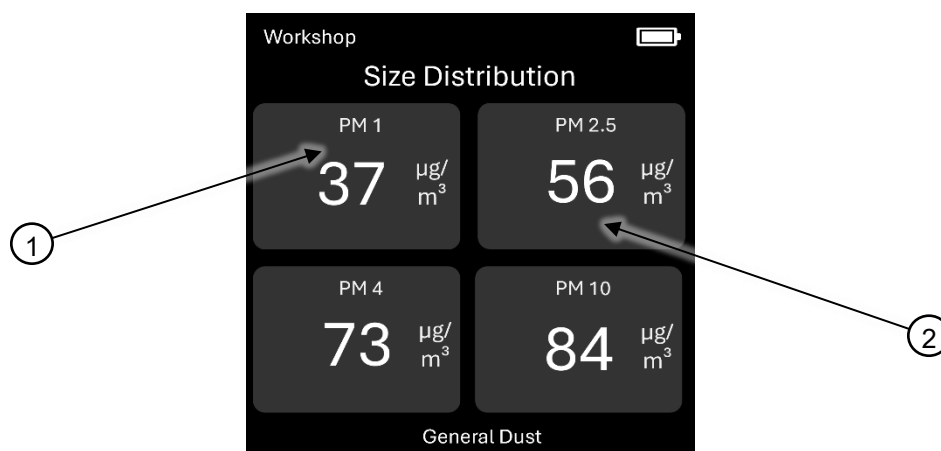 Workshop
Size Distribution
PM 1
37 µg/
m³
PM 2.5
56 µg/
m³
PM 4
73 µg/
m³
PM 10
84 µg/
m³
General Dust
1
2